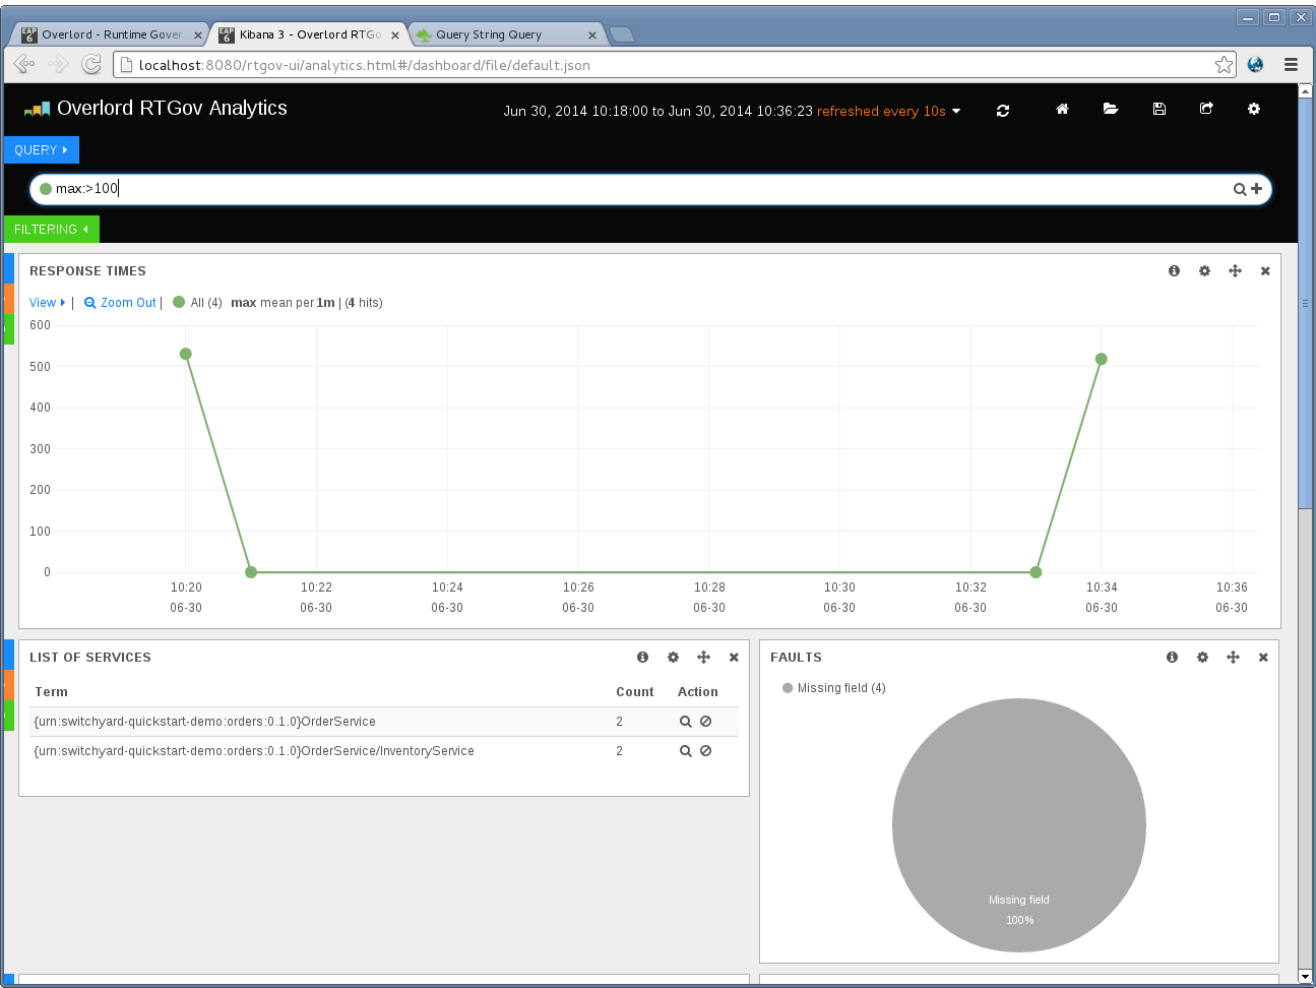 Overlord - Runtime Gover
Kibana 3 - Overlord RTGo
Query String Query
localhost:8080/rtgov-ui/analytics.html#/dashboard/file/default.json
Overlord RTGov Analytics
Jun 30, 2014 10:18:00 to Jun 30, 2014 10:36:23 refreshed every 10s
QUERY
max:>100
FILTERING
RESPONSE TIMES
View | Zoom Out | All (4) max mean per 1m | (4 hits)
600
500
400
300
200
100
0
10:20 10:22 10:24 10:26 10:28 10:30 10:32 10:34 10:36
06-30 06-30 06-30 06-30 06-30 06-30 06-30 06-30 06-30
LIST OF SERVICES
Term Count Action
{urn:switchyard-quickstart-demo:orders:0.1.0}OrderService 2
{urn:switchyard-quickstart-demo:orders:0.1.0}OrderService/InventoryService 2
FAULTS
Missing field (4)
Missing field
100%